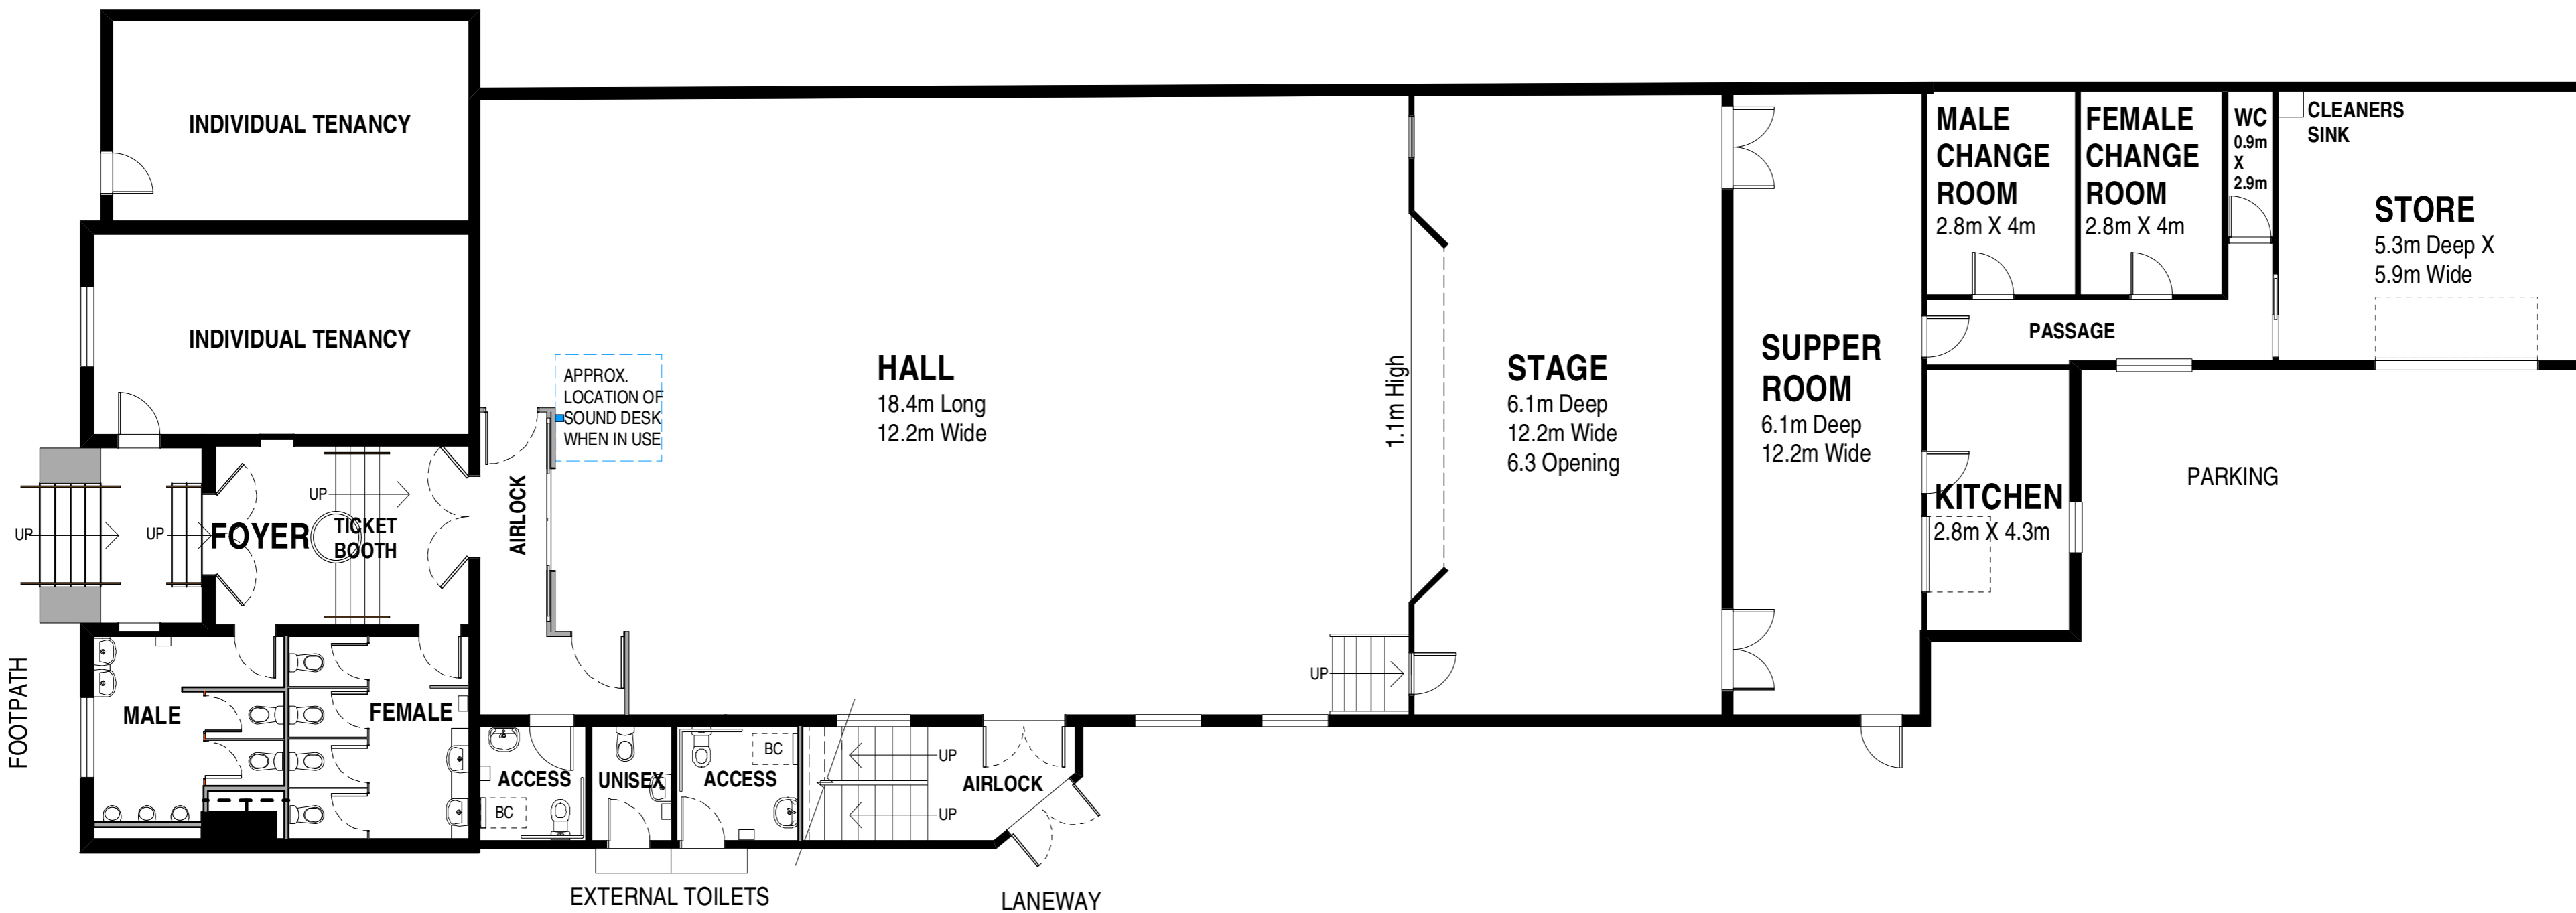 INDIVIDUAL TENANCY
INDIVIDUAL TENANCY
UP
UP
FOYER
UP
TICKET
BOOTH
FOOTPATH
MALE
FEMALE
AIRLOCK
APPROX.
LOCATION OF
SOUND DESK
WHEN IN USE
HALL
18.4m Long
12.2m Wide
UP
1.1m High
STAGE
6.1m Deep
12.2m Wide
6.3 Opening
SUPPER
ROOM
6.1m Deep
12.2m Wide
MALE
CHANGE
ROOM
2.8m X 4m
FEMALE
CHANGE
ROOM
2.8m X 4m
WC
0.9m
X
2.9m
CLEANERS
SINK
STORE
5.3m Deep X
5.9m Wide
PASSAGE
KITCHEN
2.8m X 4.3m
PARKING
ACCESS
BC
UNISEX
BC
ACCESS
UP
UP
AIRLOCK
EXTERNAL TOILETS
LANEWAY